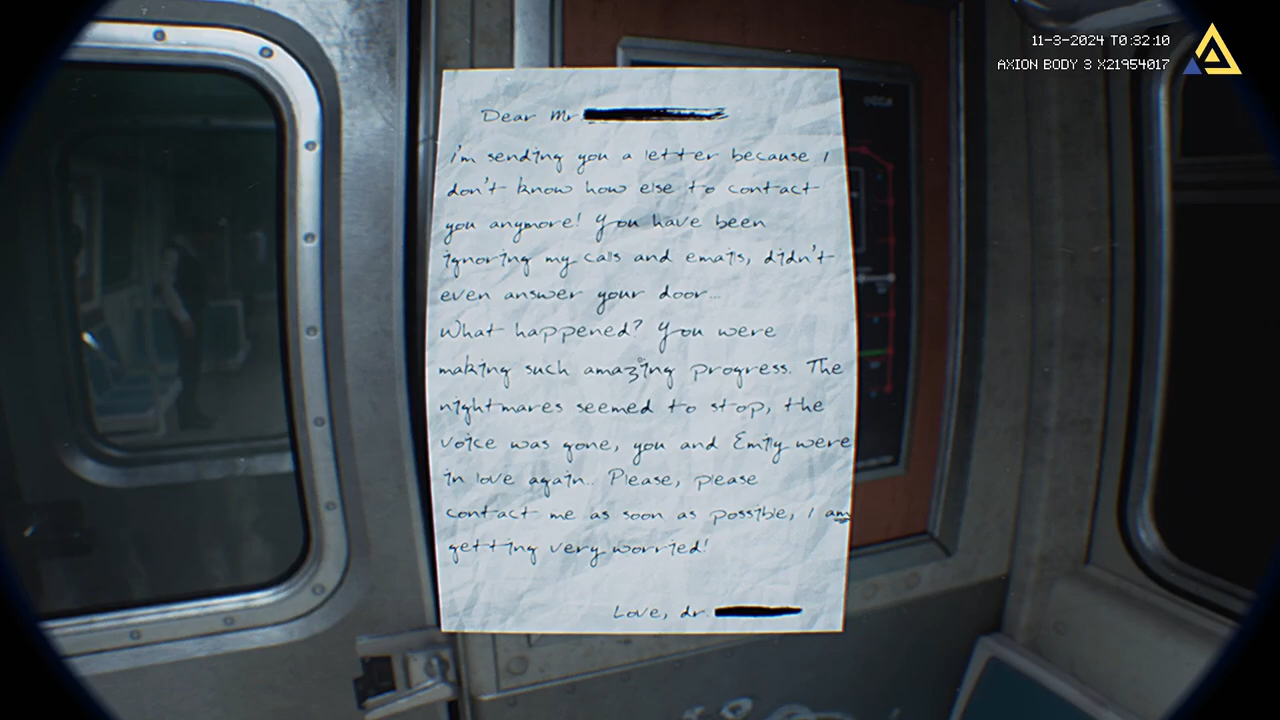 11-3-2024 T0:32:10
AXION BODY 3 X21954017
Dear Mr
i'm sending you a letter because i
don't know how else to contact
you anymore! You have been
ignoring my calls and emails, didn't
even answer your door...
What happened? You were
making such amazing progress. The
nightmares seemed to stop, the
voice was gone, you and Emily were
in love again.. Please, please
contact me as soon as possible, i am
getting very worried!
Love, dr.